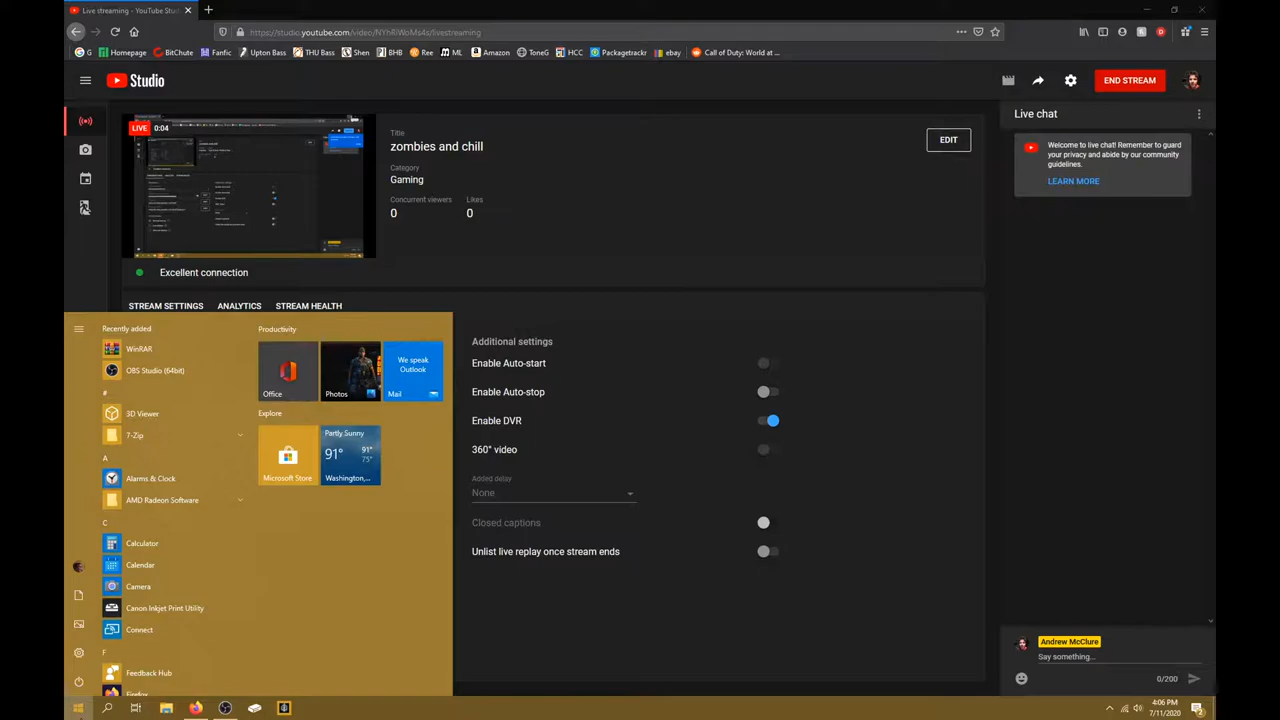 Live streaming - YouTube Stu
https://studio.youtube.com/video/NYhRiWoMs4s/livestreaming
G Homepage BitChute Fanfic Upton Bass THU Bass Shen BHB Ree ML Amazon ToneG HCC Packagetrackr ebay Call of Duty: World at ...
Studio
END STREAM
LIVE 0:04
Title
zombies and chill
EDIT
Category
Gaming
Concurrent viewers Likes
0 0
Excellent connection
STREAM SETTINGS ANALYTICS STREAM HEALTH
Live chat
Welcome to live chat! Remember to guard
your privacy and abide by our community
guidelines.
LEARN MORE
Recently added
WinRAR
OBS Studio (64bit)
#
3D Viewer
7-Zip
A
Alarms & Clock
AMD Radeon Software
C
Calculator
Calendar
Camera
Canon Inkjet Print Utility
Connect
F
Feedback Hub
Firefox
Productivity
Office
Photos
We speak
Outlook
Mail
Explore
Microsoft Store
Partly Sunny
91° 91°
75°
Washington,...
Additional settings
Enable Auto-start
Enable Auto-stop
Enable DVR
360° video
Added delay
None
Closed captions
Unlist live replay once stream ends
Andrew McClure
Say something...
0/200
4:06 PM
7/11/2020
2